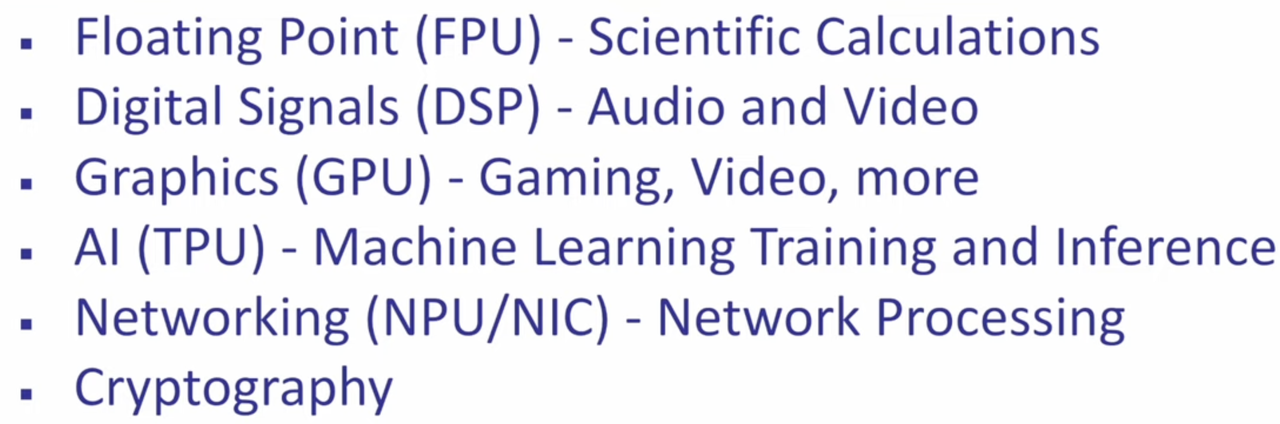 ▪ Floating Point (FPU) - Scientific Calculations
▪ Digital Signals (DSP) - Audio and Video
▪ Graphics (GPU) - Gaming, Video, more
▪ AI (TPU) - Machine Learning Training and Inference
▪ Networking (NPU/NIC) - Network Processing
▪ Cryptography